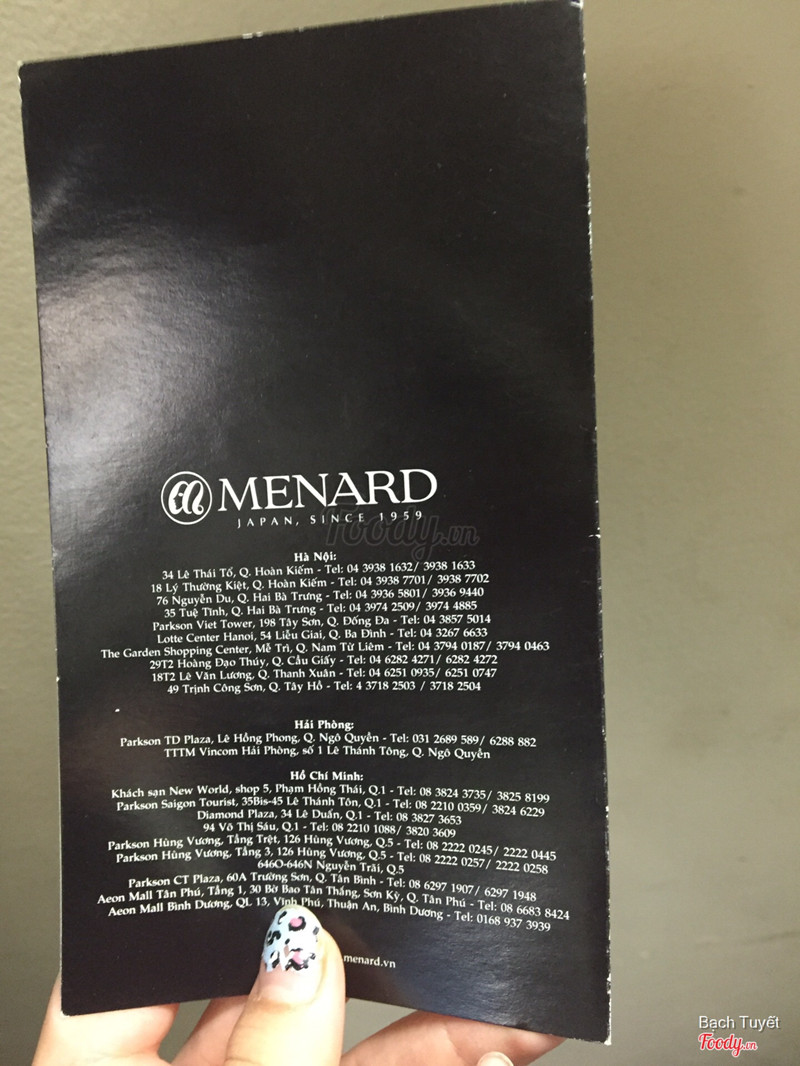 MENARD
JAPAN, SINCE 1959
Foody.vn
Hà Nội:
34 Lê Thái Tổ, Q. Hoàn Kiếm - Tel: 04 3938 1632/ 3938 1633
18 Lý Thường Kiệt, Q. Hoàn Kiếm - Tel: 04 3938 7701/ 3938 7702
76 Nguyễn Du, Q. Hai Bà Trưng - Tel: 04 3936 5801/ 3936 9440
35 Tuệ Tĩnh, Q. Hai Bà Trưng - Tel: 04 3974 2509/ 3974 4885
Parkson Viet Tower, 198 Tây Sơn, Q. Đống Đa - Tel: 04 3857 5014
Lotte Center Hanoi, 54 Liễu Giai, Q. Ba Đình - Tel: 04 3267 6633
The Garden Shopping Center, Mễ Trì, Q. Nam Từ Liêm - Tel: 04 3794 0187/ 3794 0463
29T2 Hoàng Đạo Thúy, Q. Cầu Giấy - Tel: 04 6282 4271/ 6282 4272
18T2 Lê Văn Lương, Q. Thanh Xuân - Tel: 04 6251 0935/ 6251 0747
49 Trịnh Công Sơn, Q. Tây Hồ - Tel: 4 3718 2503 / 3718 2504
Hải Phòng:
Parkson TD Plaza, Lê Hồng Phong, Q. Ngô Quyền - Tel: 031 2689 589/ 6288 882
TTTM Vincom Hải Phòng, số 1 Lê Thánh Tông, Q. Ngô Quyền
Hồ Chí Minh:
Khách sạn New World, shop 5, Phạm Hồng Thái, Q.1 - Tel: 08 3824 3735/ 3825 8199
Parkson Saigon Tourist, 35Bis-45 Lê Thánh Tôn, Q.1 - Tel: 08 2210 0359/ 3824 6229
Diamond Plaza, 34 Lê Duẩn, Q.1 - Tel: 08 3827 3653
94 Võ Thị Sáu, Q.1 - Tel: 08 2210 1088/ 3820 3609
Parkson Hùng Vương, Tầng Trệt, 126 Hùng Vương, Q.5 - Tel: 08 2222 0245/ 2222 0445
Parkson Hùng Vương, Tầng 3, 126 Hùng Vương, Q.5 - Tel: 08 2222 0257/ 2222 0258
646O-646N Nguyễn Trãi, Q.5
Parkson CT Plaza, 60A Trường Sơn, Q. Tân Bình - Tel: 08 6297 1907/ 6297 1948
Aeon Mall Tân Phú, Tầng 1, 30 Bờ Bao Tân Thắng, Sơn Kỳ, Q. Tân Phú - Tel: 08 6683 8424
Aeon Mall Bình Dương, QL 13, Vịnh Phú, Thuận An, Bình Dương - Tel: 0168 937 3939
.menard.vn
Bạch Tuyết
Foody.vn